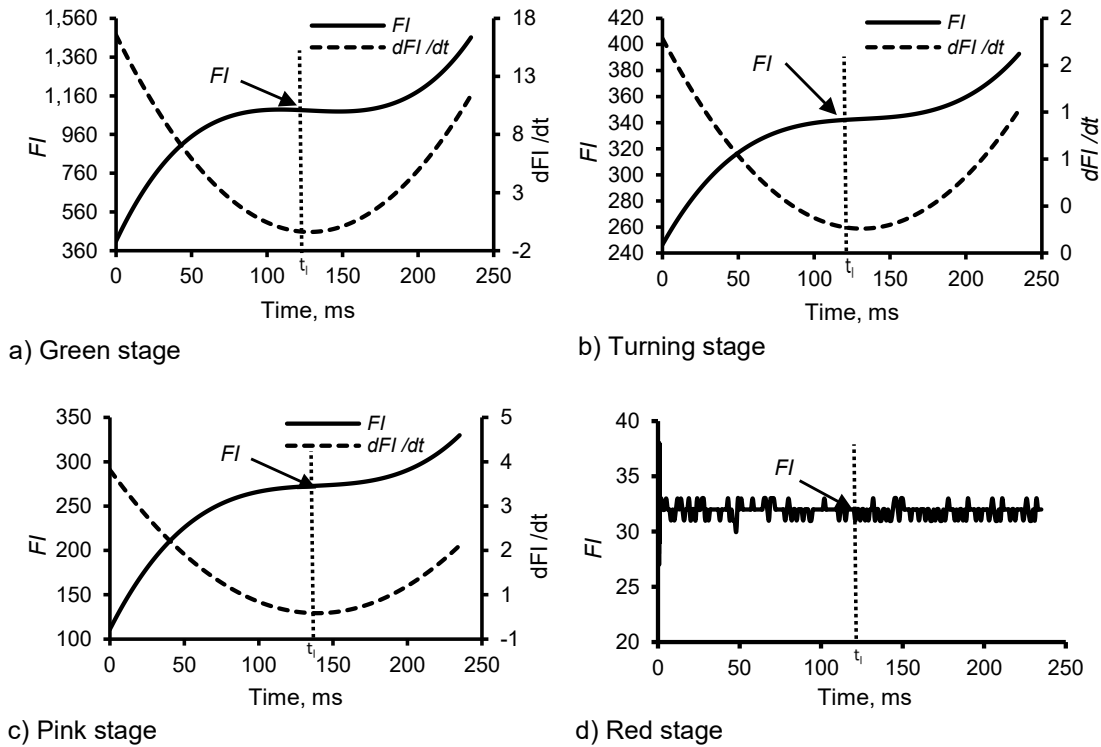 1,560
1,360
1,160
960
760
560
360
FI
18
13
8
3
-2
dFI /dt
FI
dFI /dt
FI
0 50 100 150 200 250
t_I
Time, ms
a) Green stage
420
400
380
360
340
320
300
280
260
240
FI
2
2
1
1
0
0
dFI /dt
FI
dFI /dt
FI
0 50 100 150 200 250
t_I
Time, ms
b) Turning stage
350
300
250
200
150
100
FI
5
4
3
2
1
-1
dFI /dt
FI
dFI /dt
FI
0 50 100 150 200 250
t_I
Time, ms
c) Pink stage
40
35
30
25
20
FI
FI
0 50 100 150 200 250
t_I
Time, ms
d) Red stage